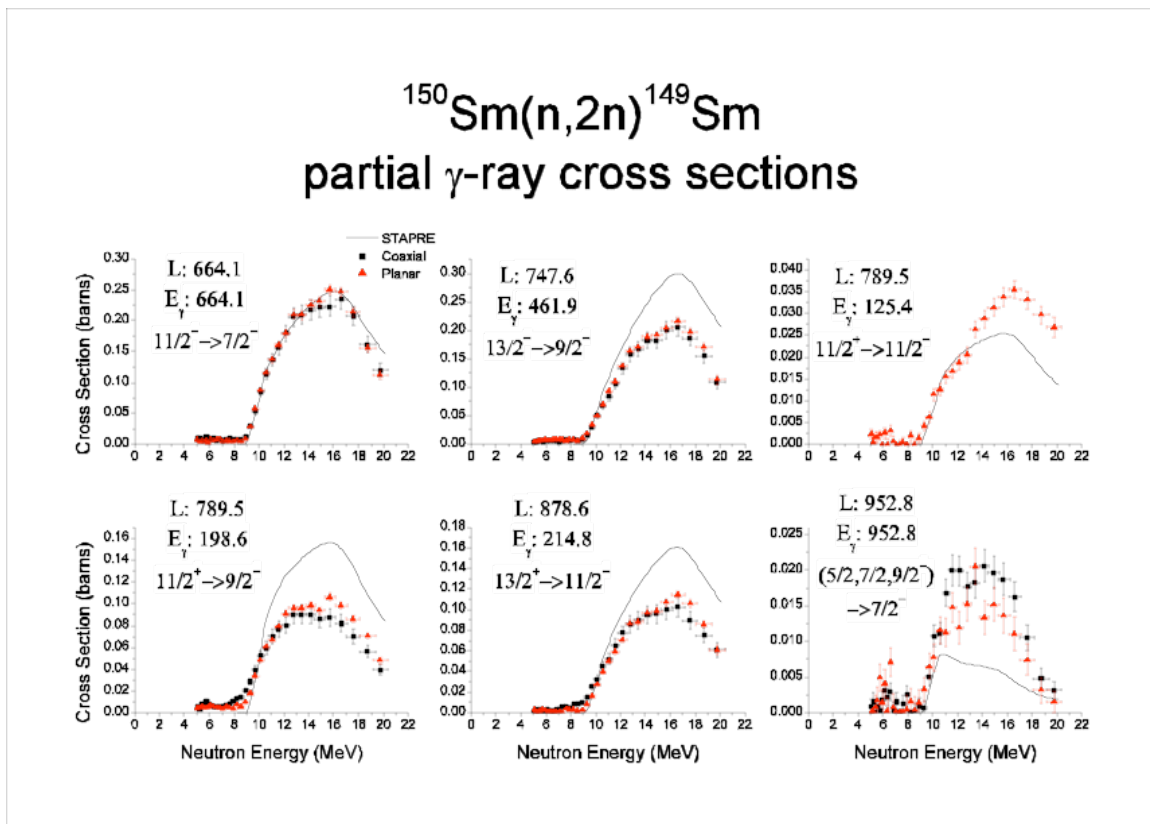 ¹⁵⁰Sm(n,2n)¹⁴⁹Sm
partial γ-ray cross sections
STAPRE
Coaxial
Planar
Cross Section (barns)
0.30
0.25
0.20
0.15
0.10
0.05
0.00
L: 664.1
Eᵧ: 664.1
11/2⁻->7/2⁻
0 2 4 6 8 10 12 14 16 18 20 22
0.30
0.25
0.20
0.15
0.10
0.05
0.00
L: 747.6
Eᵧ: 461.9
13/2⁻->9/2⁻
0 2 4 6 8 10 12 14 16 18 20 22
0.040
0.035
0.030
0.025
0.020
0.015
0.010
0.005
0.000
L: 789.5
Eᵧ: 125.4
11/2⁺->11/2⁻
0 2 4 6 8 10 12 14 16 18 20 22
Cross Section (barns)
0.16
0.14
0.12
0.10
0.08
0.06
0.04
0.02
0.00
L: 789.5
Eᵧ: 198.6
11/2⁺->9/2⁻
0 2 4 6 8 10 12 14 16 18 20 22
Neutron Energy (MeV)
0.18
0.16
0.14
0.12
0.10
0.08
0.06
0.04
0.02
0.00
L: 878.6
Eᵧ: 214.8
13/2⁺->11/2⁻
0 2 4 6 8 10 12 14 16 18 20 22
Neutron Energy (MeV)
0.025
0.020
0.015
0.010
0.005
0.000
L: 952.8
Eᵧ: 952.8
(5/2,7/2,9/2⁻)
->7/2⁻
0 2 4 6 8 10 12 14 16 18 20 22
Neutron Energy (MeV)